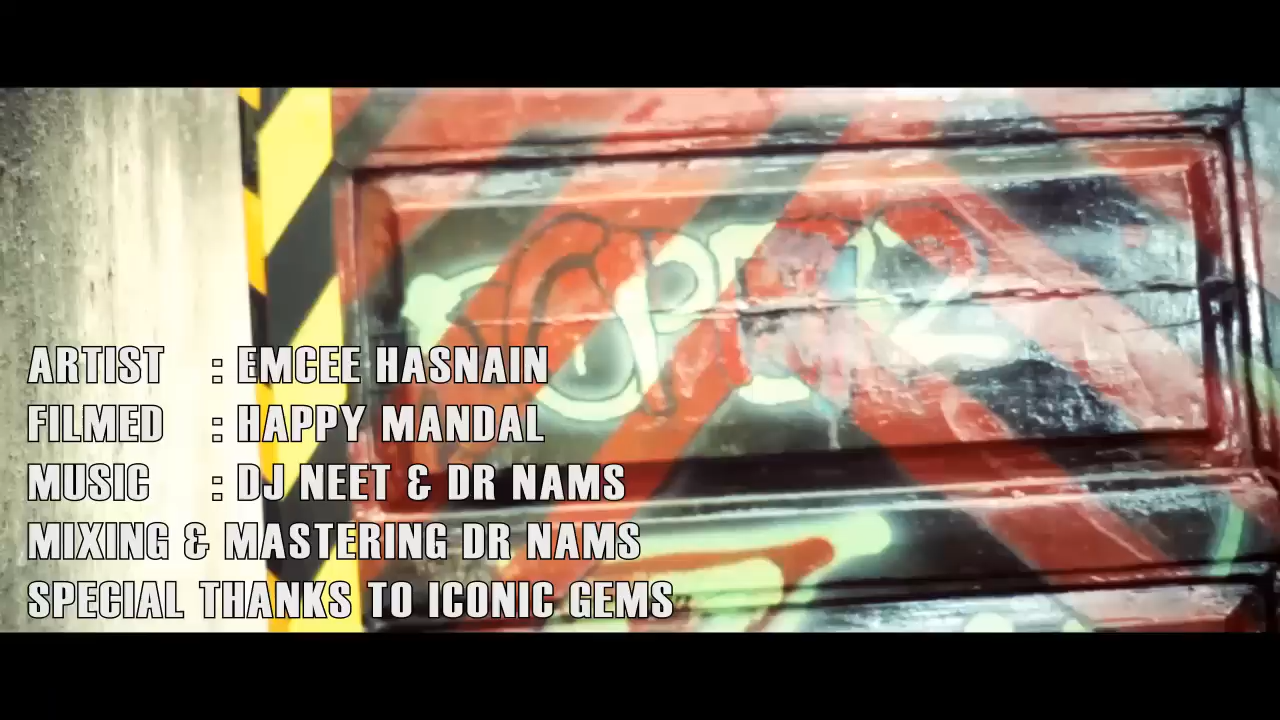 ARTIST : EMCEE HASNAIN
FILMED : HAPPY MANDAL
MUSIC : DJ NEET & DR NAMS
MIXING & MASTERING DR NAMS
SPECIAL THANKS TO ICONIC GEMS